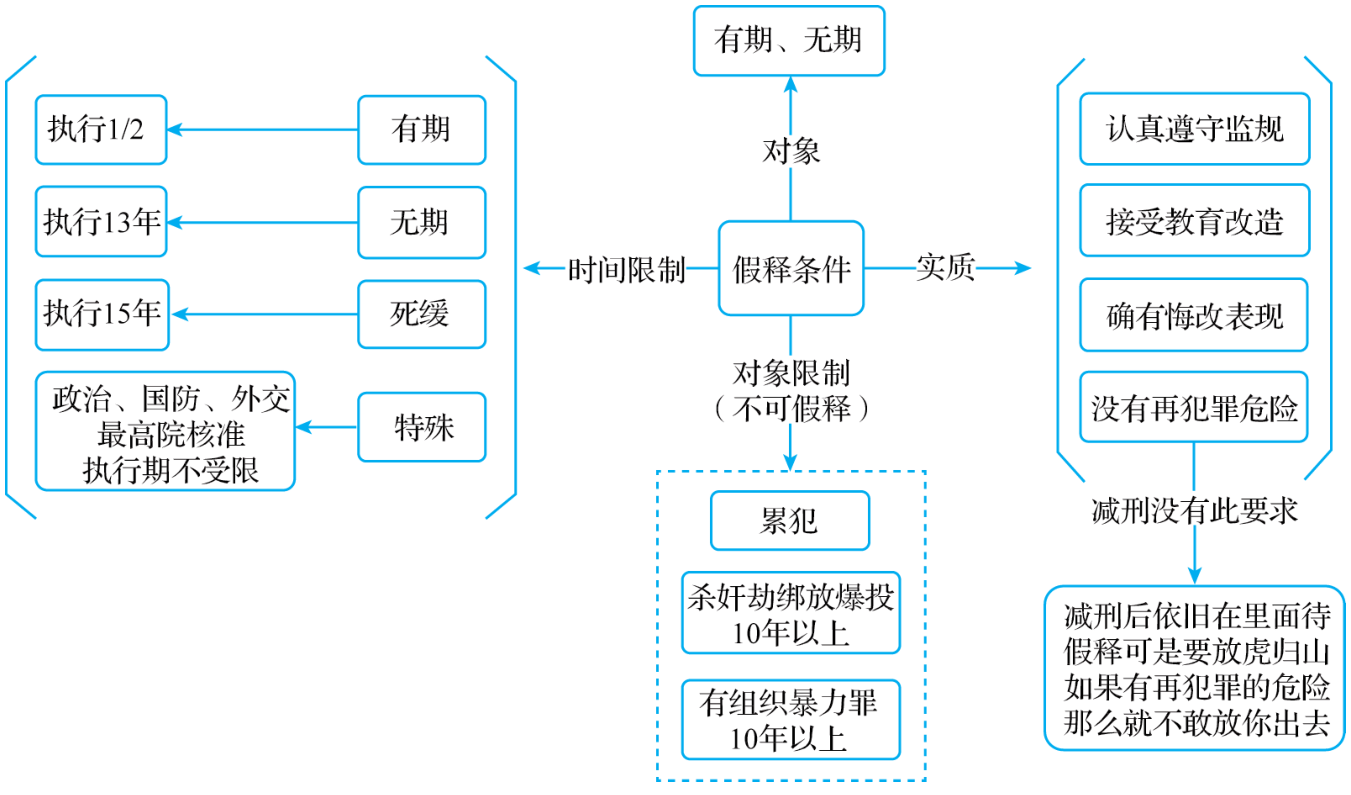 有期、无期
对象
假释条件
时间限制
有期
执行1/2
无期
执行13年
死缓
执行15年
特殊
政治、国防、外交
最高院核准
执行期不受限
实质
认真遵守监规
接受教育改造
确有悔改表现
没有再犯罪危险
减刑没有此要求
减刑后依旧在里面待
假释可是要放虎归山
如果有再犯罪的危险
那么就不敢放你出去
对象限制
（不可假释）
累犯
杀奸劫绑放爆投
10年以上
有组织暴力罪
10年以上